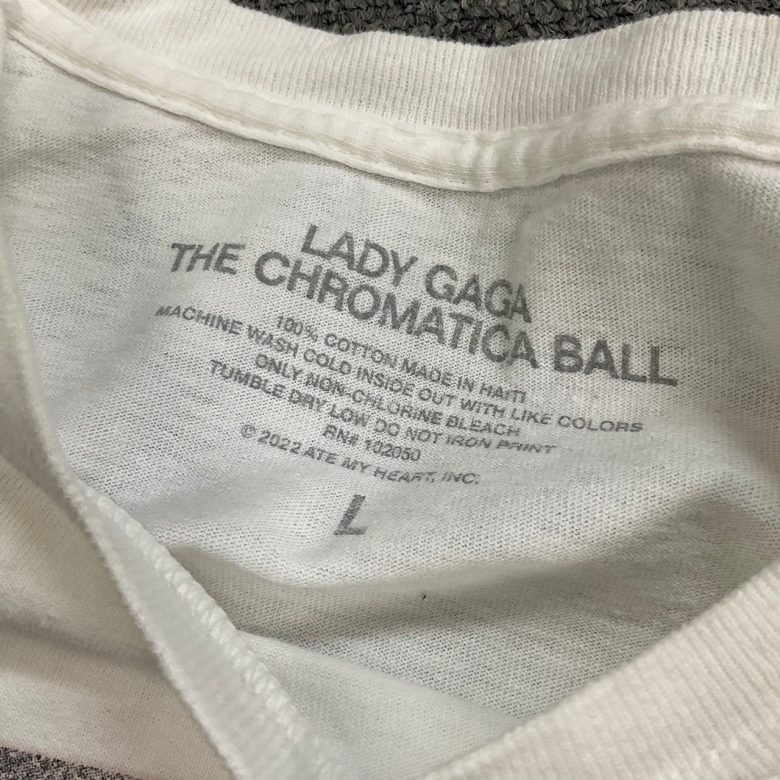 LADY GAGA
THE CHROMATICA BALL
100% COTTON MADE IN HAITI
MACHINE WASH COLD INSIDE OUT WITH LIKE COLORS
ONLY NON-CHLORINE BLEACH
TUMBLE DRY LOW DO NOT IRON PRINT
RN# 102050
© 2022 ATE MY HEART, INC.
L